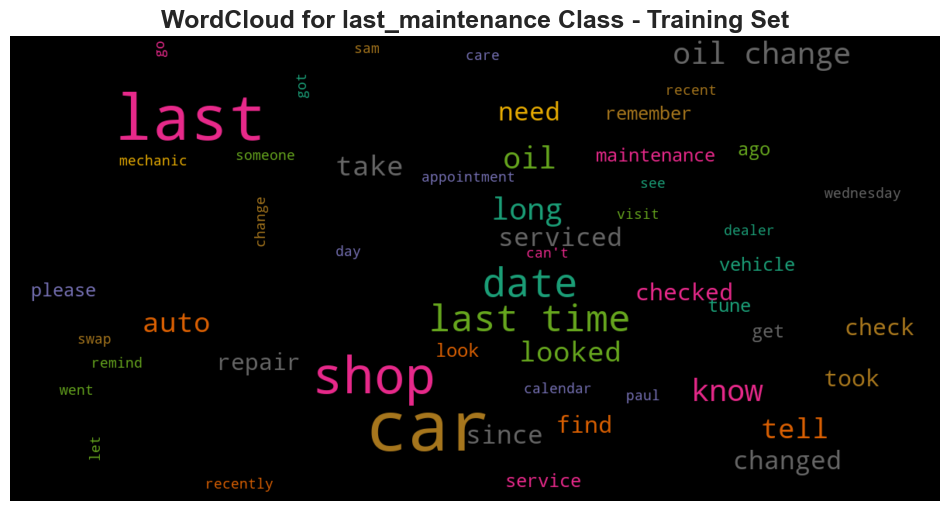 WordCloud for last_maintenance Class - Training Set
go
sam
care
oil change
got
recent
last
need
remember
mechanic
someone
take
oil
maintenance
ago
appointment
see
wednesday
change
long
visit
serviced
dealer
day
can't
vehicle
please
date
checked
tune
auto
last time
get
check
swap
look
looked
remind
repair
shop
went
calendar
paul
know
took
let
car
since
find
tell
changed
recently
service